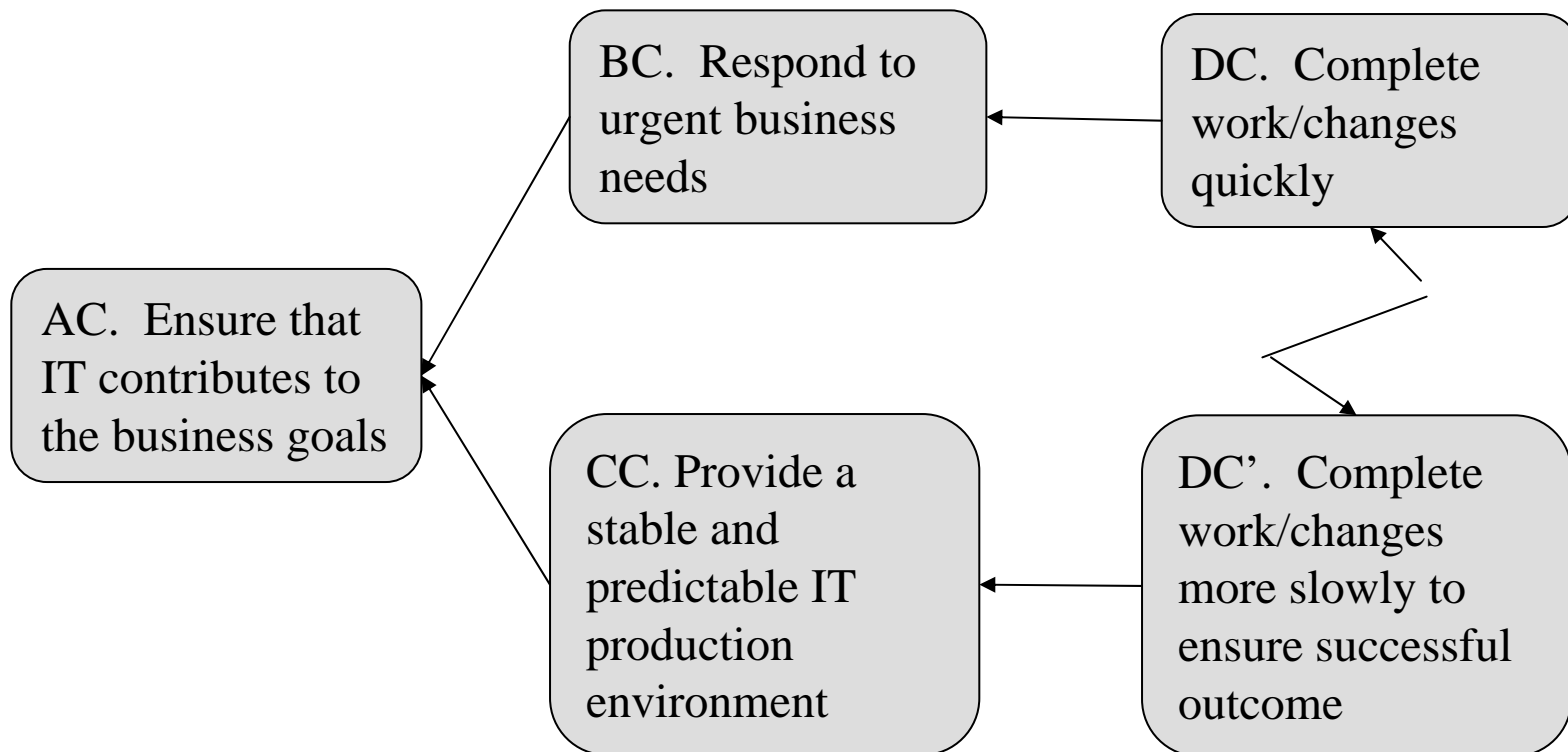 BC.  Respond to
urgent business
needs
DC.  Complete
work/changes
quickly
AC.  Ensure that
IT contributes to
the business goals
CC. Provide a
stable and
predictable IT
production
environment
DC’.  Complete
work/changes
more slowly to
ensure successful
outcome